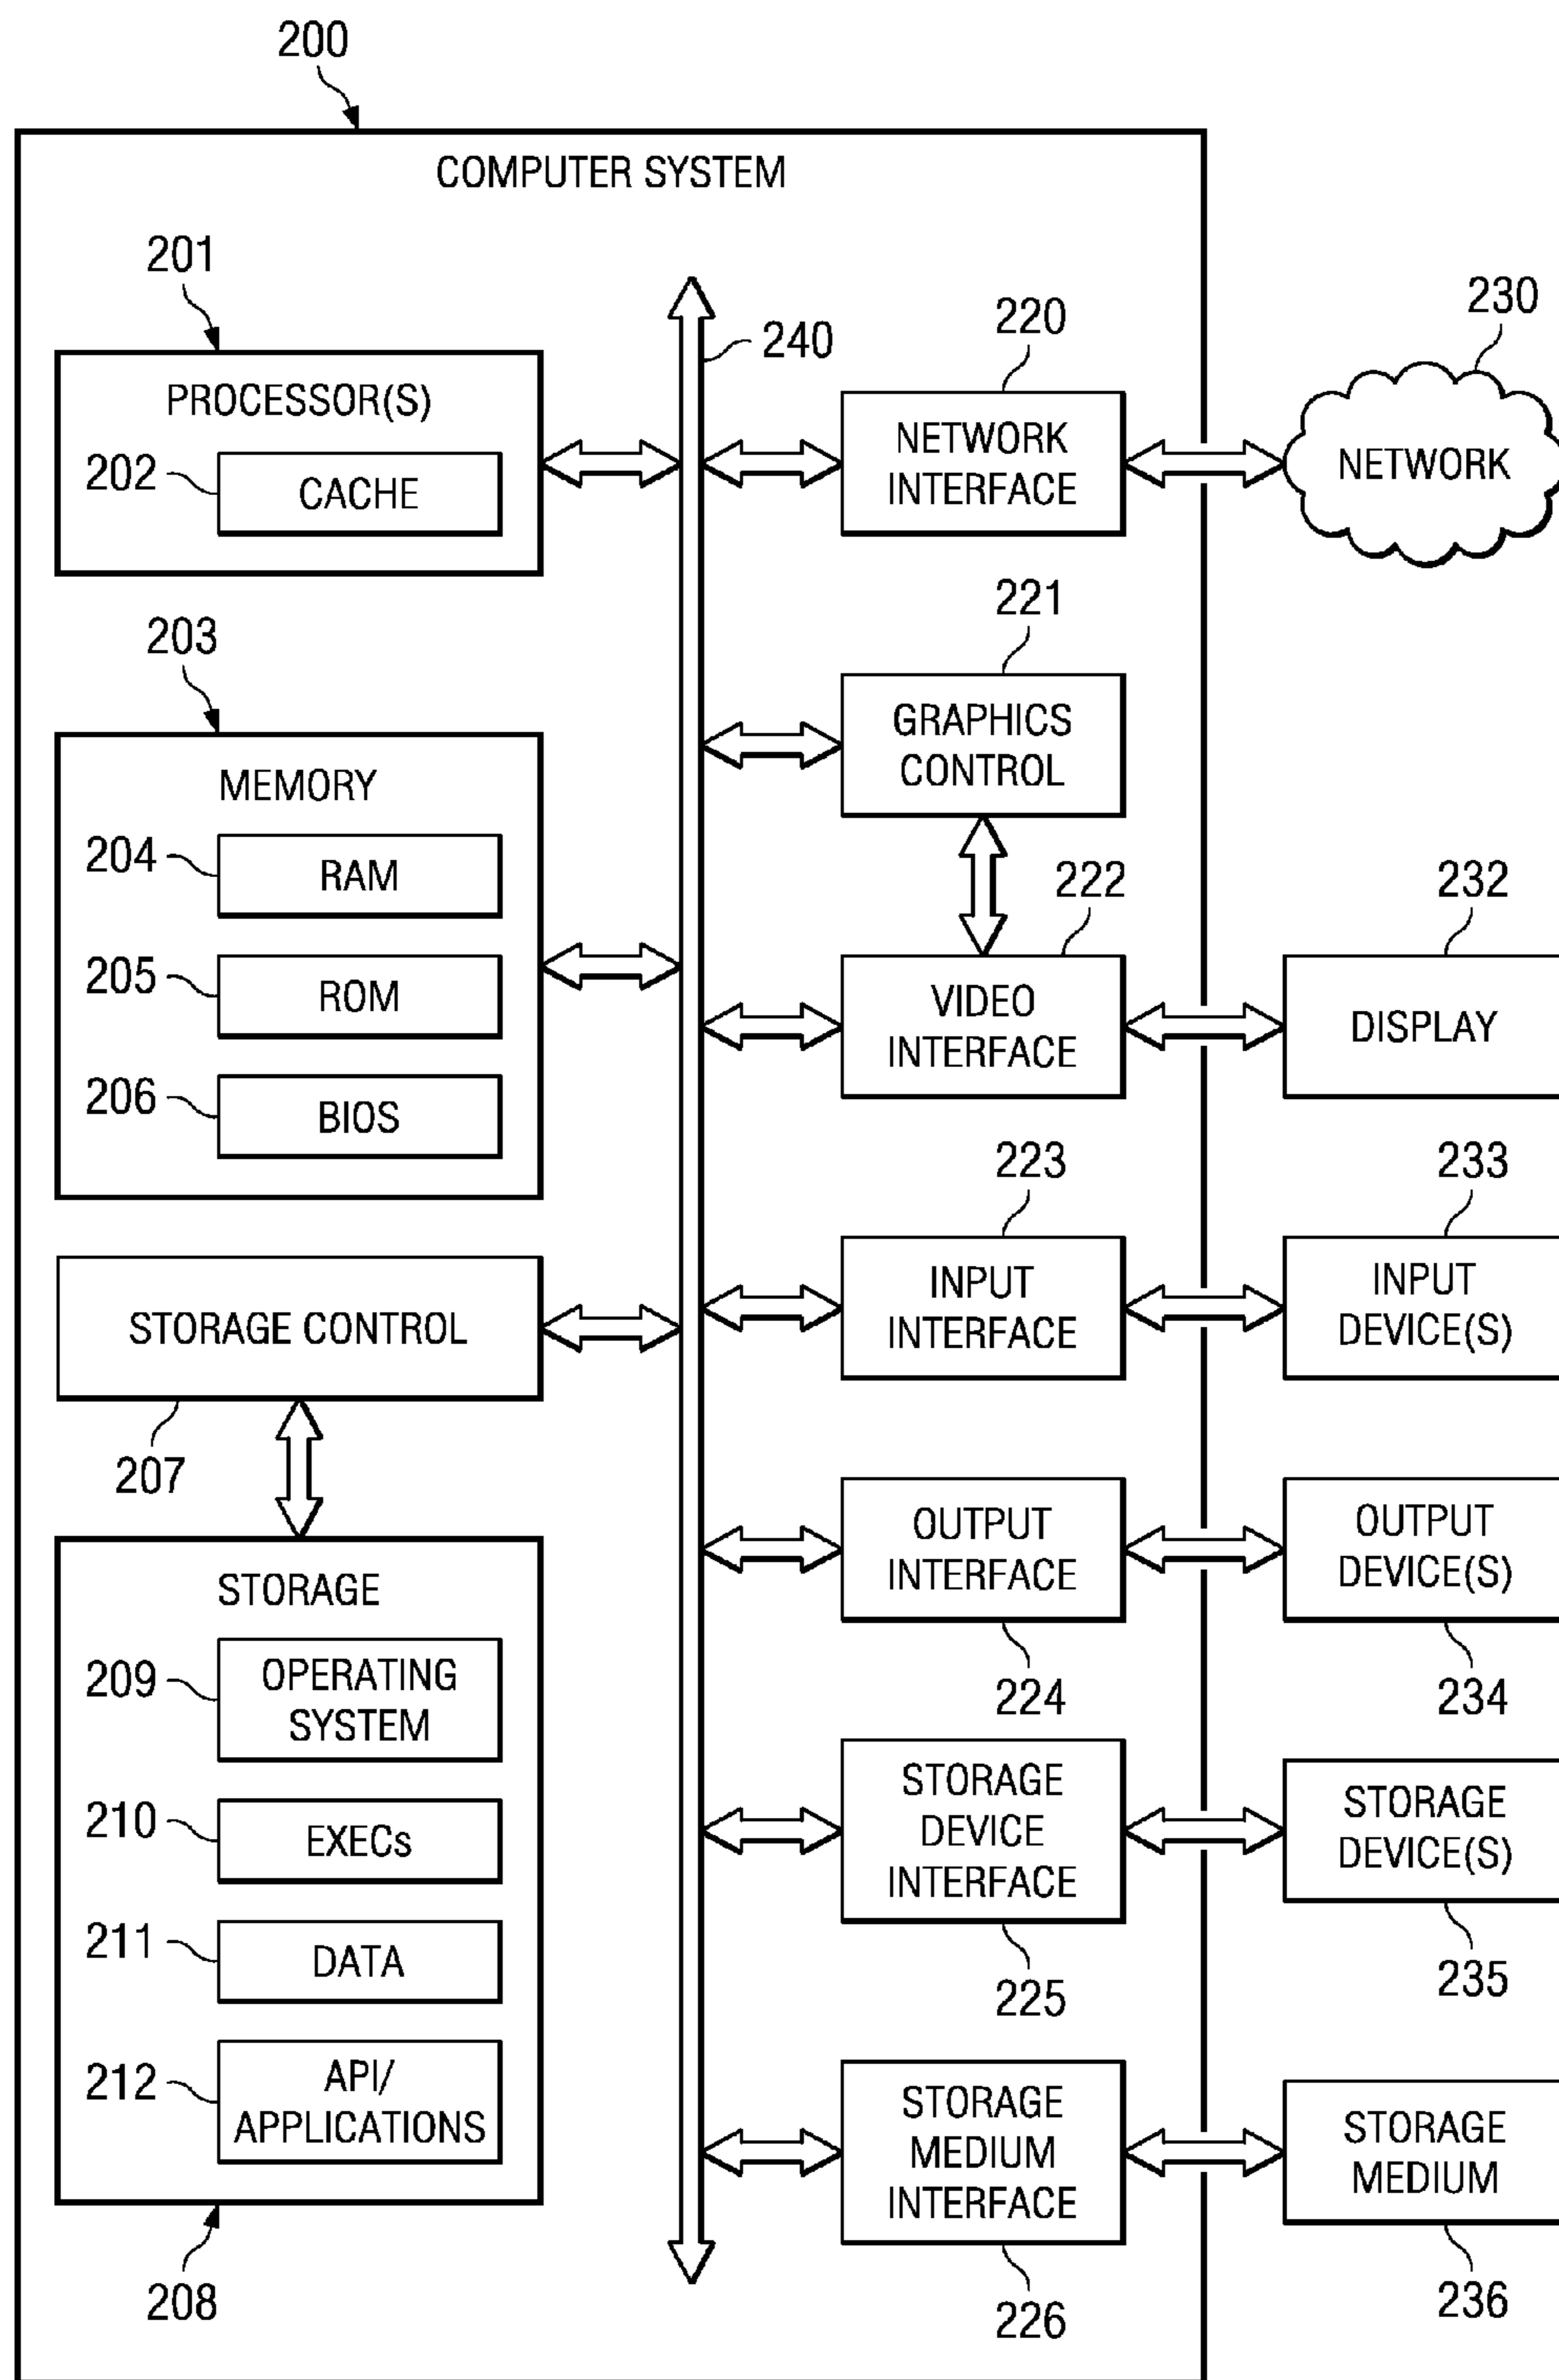 200
COMPUTER SYSTEM
201
PROCESSOR(S)
202
CACHE
203
MEMORY
204
RAM
205
ROM
206
BIOS
STORAGE CONTROL
207
STORAGE
209
OPERATING
SYSTEM
210
EXECs
211
DATA
212
API/
APPLICATIONS
208
240
220
NETWORK
INTERFACE
221
GRAPHICS
CONTROL
222
VIDEO
INTERFACE
223
INPUT
INTERFACE
OUTPUT
INTERFACE
224
STORAGE
DEVICE
INTERFACE
225
STORAGE
MEDIUM
INTERFACE
226
230
NETWORK
232
DISPLAY
233
INPUT
DEVICE(S)
OUTPUT
DEVICE(S)
234
STORAGE
DEVICE(S)
235
STORAGE
MEDIUM
236